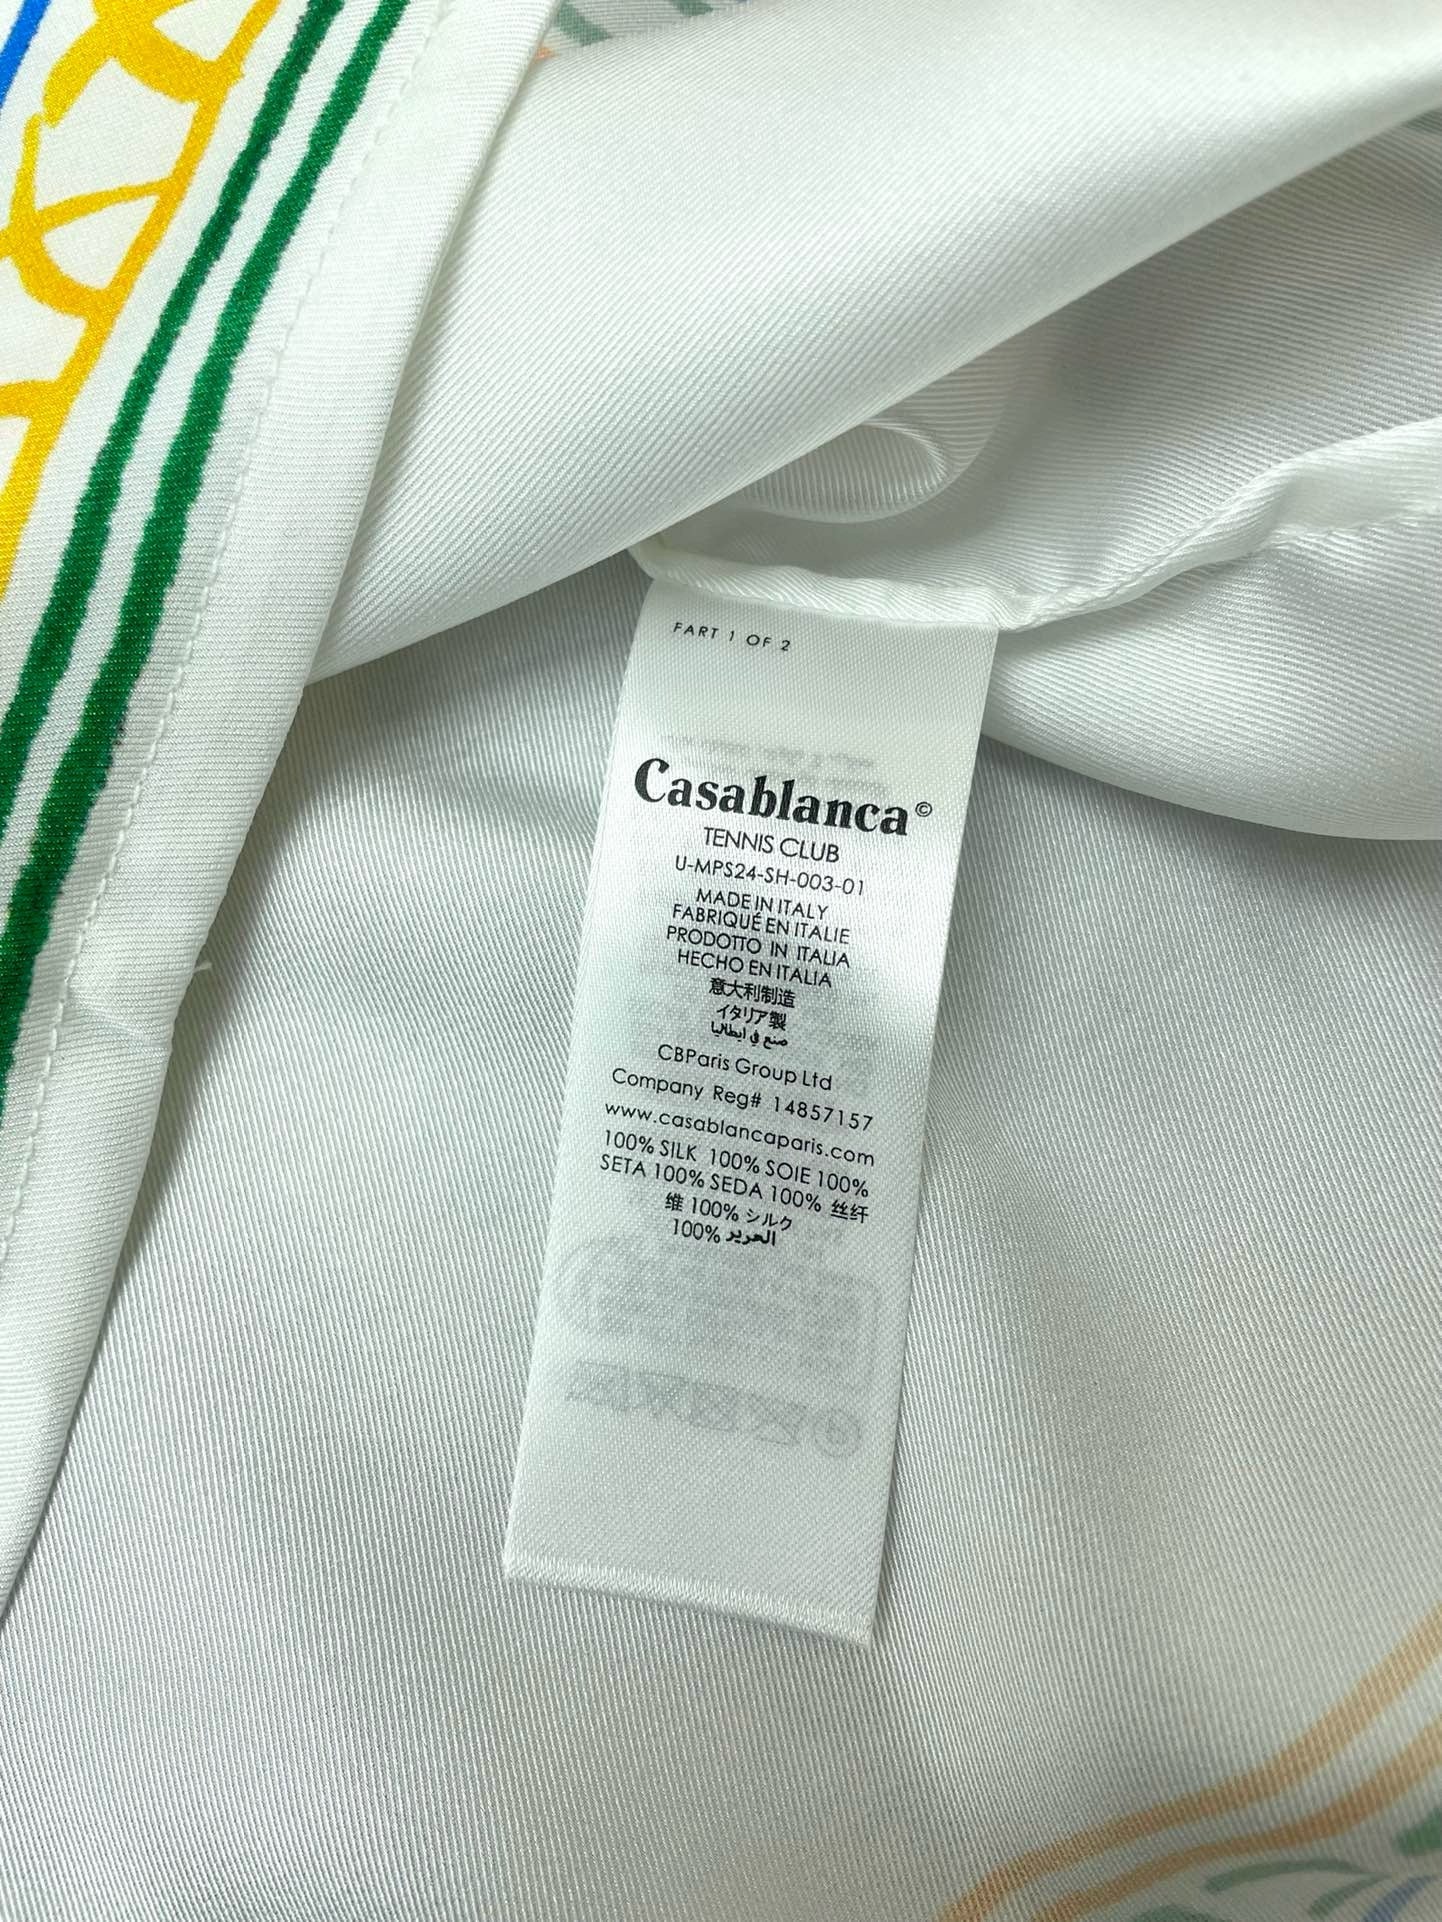 FART 1 OF 2
Casablanca©
TENNIS CLUB
U-MPS24-SH-003-01
MADE IN ITALY
FABRIQUÉ EN ITALIE
PRODOTTO IN ITALIA
HECHO EN ITALIA
意大利制造
イタリア製
صنع في ايطاليا
CBParis Group Ltd
Company Reg# 14857157
www.casablancaparis.com
100% SILK 100% SOIE 100%
SETA 100% SEDA 100% 丝纤
维 100% シルク
100% الحرير